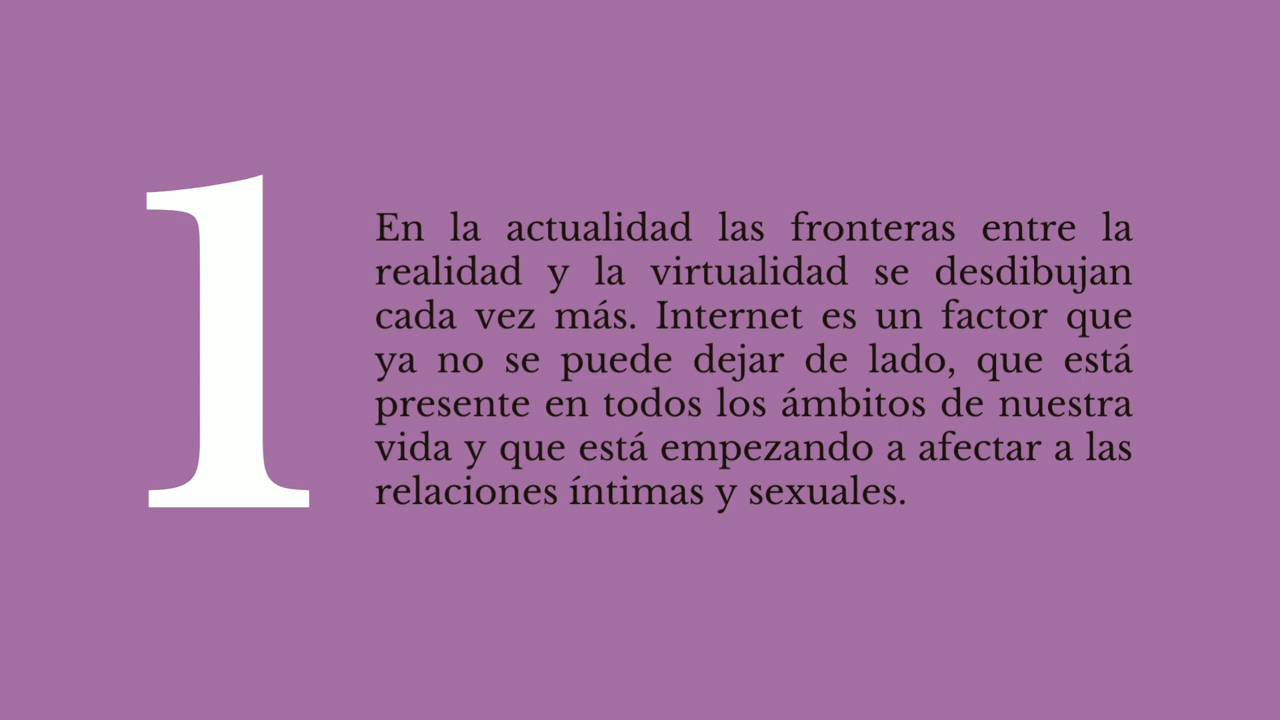 1
En la actualidad las fronteras entre la
realidad y la virtualidad se desdibujan
cada vez más. Internet es un factor que
ya no se puede dejar de lado, que está
presente en todos los ámbitos de nuestra
vida y que está empezando a afectar a las
relaciones íntimas y sexuales.